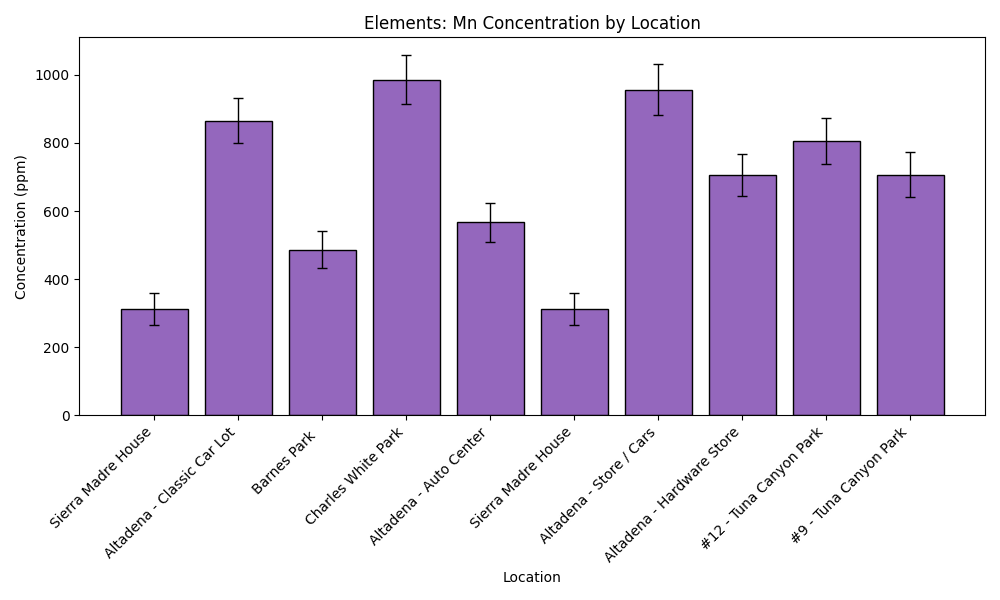 Elements: Mn Concentration by Location
Concentration (ppm)
1000
800
600
400
200
0
Sierra Madre House
Altadena - Classic Car Lot
Barnes Park
Charles White Park
Altadena - Auto Center
Sierra Madre House
Altadena - Store / Cars
Altadena - Hardware Store
#12 - Tuna Canyon Park
#9 - Tuna Canyon Park
Location